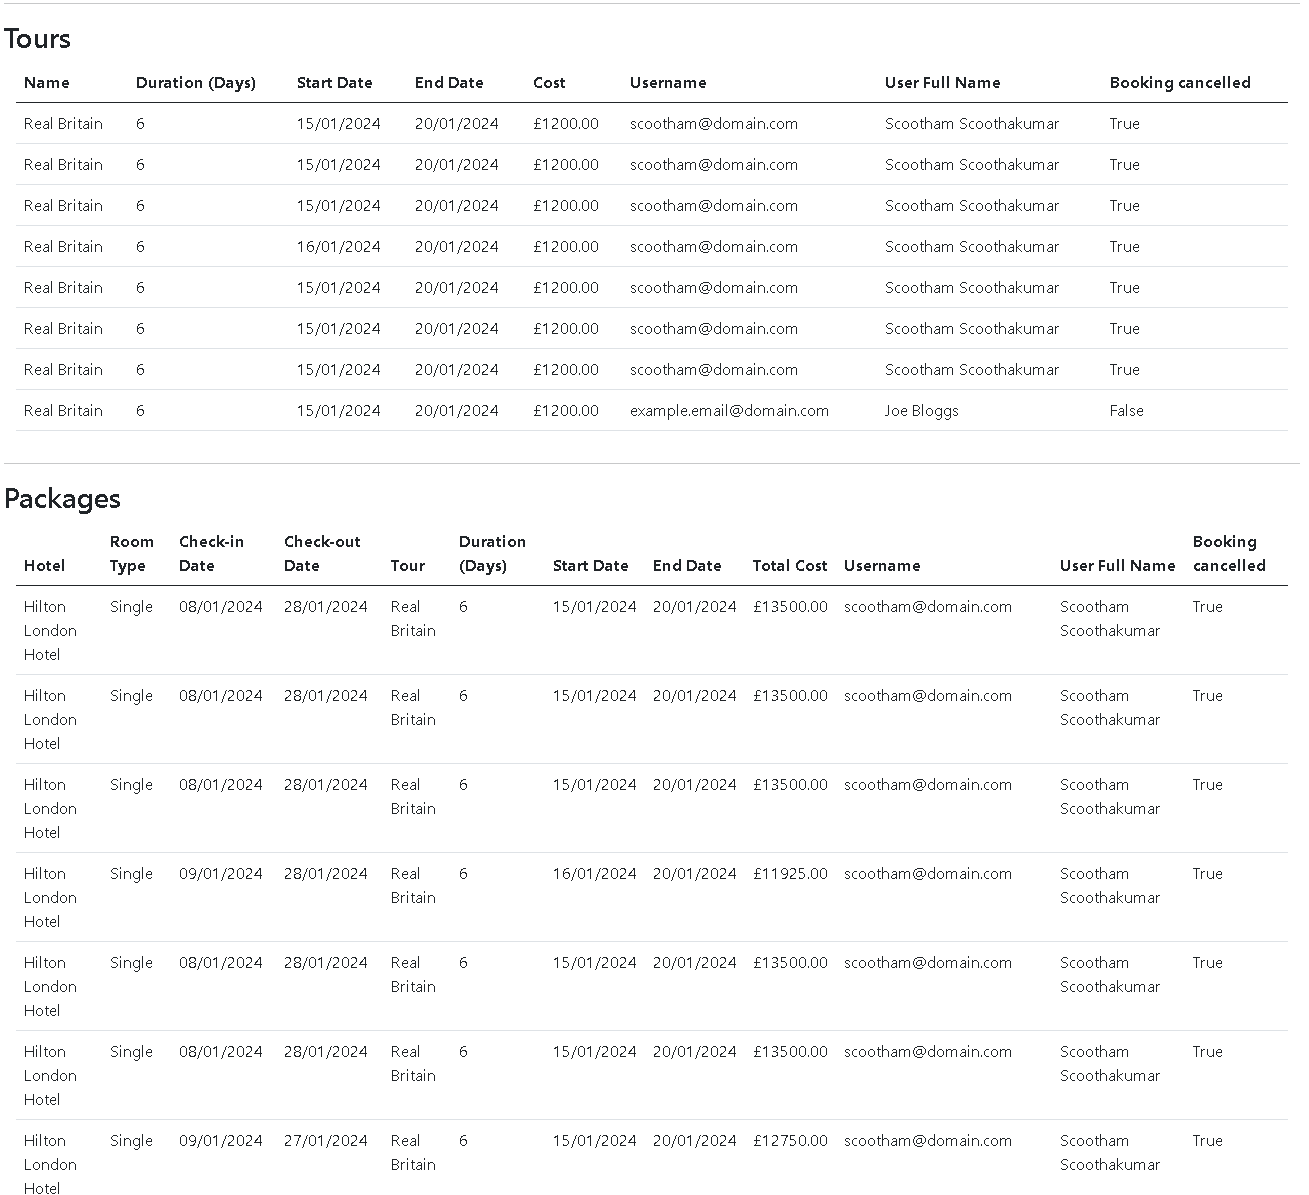 Tours
Name Duration (Days) Start Date End Date Cost Username User Full Name Booking cancelled
Real Britain 6 15/01/2024 20/01/2024 £1200.00 scootham@domain.com Scootham Scoothakumar True
Real Britain 6 15/01/2024 20/01/2024 £1200.00 scootham@domain.com Scootham Scoothakumar True
Real Britain 6 15/01/2024 20/01/2024 £1200.00 scootham@domain.com Scootham Scoothakumar True
Real Britain 6 16/01/2024 20/01/2024 £1200.00 scootham@domain.com Scootham Scoothakumar True
Real Britain 6 15/01/2024 20/01/2024 £1200.00 scootham@domain.com Scootham Scoothakumar True
Real Britain 6 15/01/2024 20/01/2024 £1200.00 scootham@domain.com Scootham Scoothakumar True
Real Britain 6 15/01/2024 20/01/2024 £1200.00 scootham@domain.com Scootham Scoothakumar True
Real Britain 6 15/01/2024 20/01/2024 £1200.00 example.email@domain.com Joe Bloggs False
Packages
Room Check-in Check-out Duration Booking
Hotel Type Date Date Tour (Days) Start Date End Date Total Cost Username User Full Name cancelled
Hilton Single 08/01/2024 28/01/2024 Real 6 15/01/2024 20/01/2024 £13500.00 scootham@domain.com Scootham True
London Britain Scoothakumar
Hotel
Hilton Single 08/01/2024 28/01/2024 Real 6 15/01/2024 20/01/2024 £13500.00 scootham@domain.com Scootham True
London Britain Scoothakumar
Hotel
Hilton Single 08/01/2024 28/01/2024 Real 6 15/01/2024 20/01/2024 £13500.00 scootham@domain.com Scootham True
London Britain Scoothakumar
Hotel
Hilton Single 09/01/2024 28/01/2024 Real 6 16/01/2024 20/01/2024 £11925.00 scootham@domain.com Scootham True
London Britain Scoothakumar
Hotel
Hilton Single 08/01/2024 28/01/2024 Real 6 15/01/2024 20/01/2024 £13500.00 scootham@domain.com Scootham True
London Britain Scoothakumar
Hotel
Hilton Single 08/01/2024 28/01/2024 Real 6 15/01/2024 20/01/2024 £13500.00 scootham@domain.com Scootham True
London Britain Scoothakumar
Hotel
Hilton Single 09/01/2024 27/01/2024 Real 6 15/01/2024 20/01/2024 £12750.00 scootham@domain.com Scootham True
London Britain Scoothakumar
Hotel